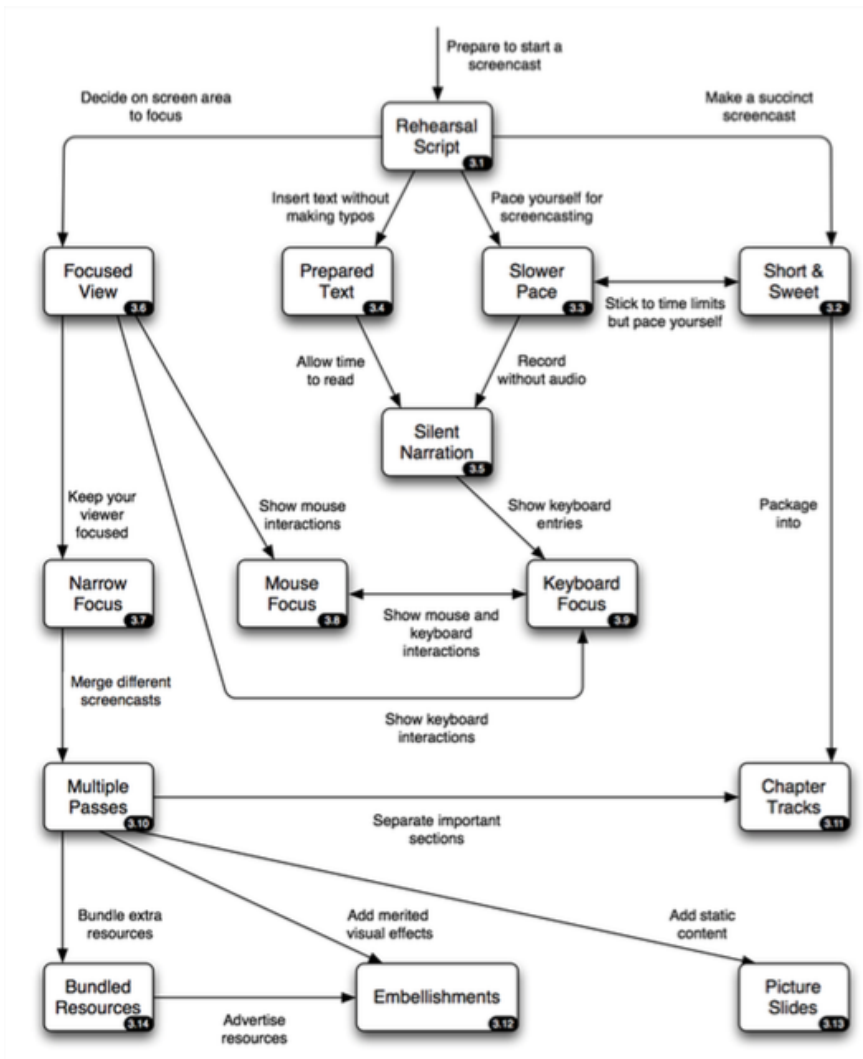 Prepare to start a
screencast
Decide on screen area
to focus
Make a succinct
screencast
Rehearsal
Script
3.1
Insert text without
making typos
Pace yourself for
screencasting
Focused
View
3.6
Prepared
Text
3.4
Slower
Pace
3.3
Stick to time limits
but pace yourself
Short &
Sweet
3.2
Allow time
to read
Record
without audio
Silent
Narration
3.5
Keep your
viewer
focused
Show mouse
interactions
Show keyboard
entries
Package
into
Narrow
Focus
3.7
Mouse
Focus
3.8
Show mouse and
keyboard
interactions
Keyboard
Focus
3.9
Merge different
screencasts
Show keyboard
interactions
Multiple
Passes
3.10
Separate important
sections
Chapter
Tracks
3.11
Bundle extra
resources
Add merited
visual effects
Add static
content
Bundled
Resources
3.14
Advertise
resources
Embellishments
3.12
Picture
Slides
3.13